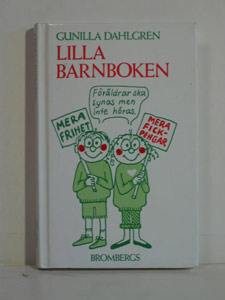 GUNILLA DAHLGREN
LILLA
BARNBOKEN
Föräldrar ska
synas men
inte höras.
MERA
FRIHET
MERA
FICK-
PENGAR
BROMBERGS